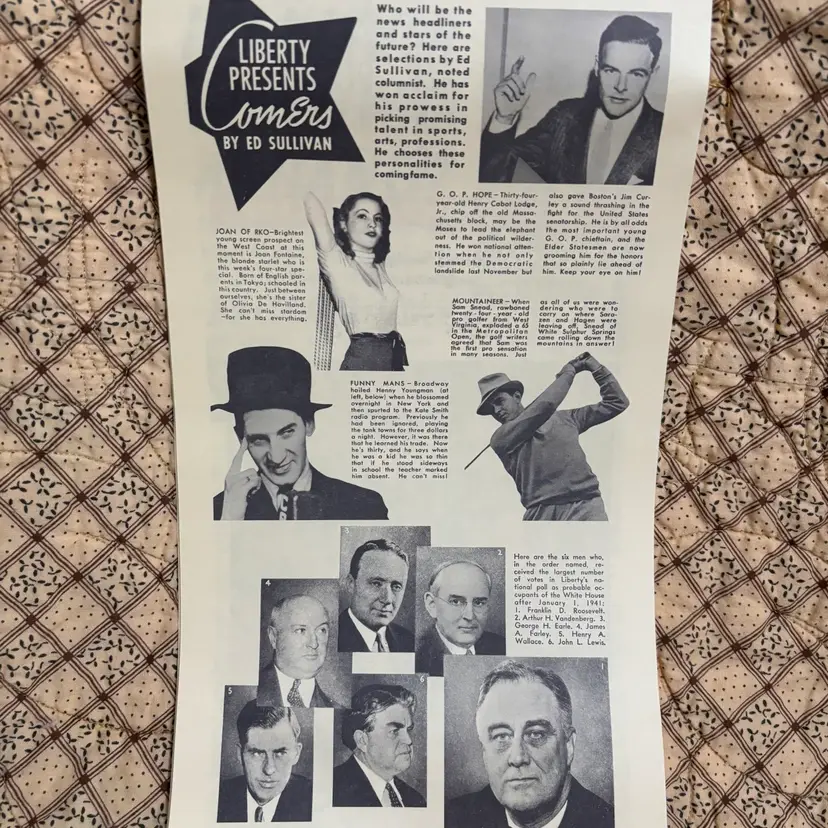 LIBERTY
PRESENTS
Comers
BY ED SULLIVAN
Who will be the
news headliners
and stars of the
future? Here are
selections by Ed
Sullivan, noted
columnist. He has
won acclaim for
his prowess in
picking promising
talent in sports,
arts, professions.
He chooses these
personalities for
comingfame.
G. O. P. HOPE—Thirty-four-
year-old Henry Cabot Lodge,
Jr., chip off the old Massa-
chusetts block, may be the
Moses to lead the elephant
out of the political wilder-
ness. He won national atten-
tion when he not only
stemmed the Democratic
landslide last November but
also gave Boston's Jim Cur-
ley a sound thrashing in the
fight for the United States
senatorship. He is by all odds
the most important young
G. O. P. chieftain, and the
Elder Statesmen are now
grooming him for the honors
that so plainly lie ahead of
him. Keep your eye on him!
JOAN OF RKO—Brightest
young screen prospect on
the West Coast at this
moment is Joan Fontaine,
the blonde starlet who is
this week's four-star spe-
cial. Born of English par-
ents in Tokyo; schooled in
this country. Just between
ourselves, she's the sister
of Olivia De Havilland.
She can't miss stardom
—for she has everything.
MOUNTAINEER—When
Sam Snead, rawboned
twenty-four-year-old
pro golfer from West
Virginia, exploded a 65
in the Metropolitan
Open, the golf writers
agreed that Sam was
the first pro sensation
in many seasons. Just
as all of us were won-
dering who were to
carry on where Sara-
zen and Hagen were
leaving off, Snead of
White Sulphur Springs
came rolling down the
mountains in answer!
FUNNY MANS—Broadway
hailed Henny Youngman (at
left, below) when he blossomed
overnight in New York and
then spurted to the Kate Smith
radio program. Previously he
had been ignored, playing
the tank towns for three dollars
a night. However, it was there
that he learned his trade. Now
he's thirty, and he says when
he was a kid he was so thin
that if he stood sideways
in school the teacher marked
him absent. He can't miss!
Here are the six men who,
in the order named, re-
ceived the largest number
of votes in Liberty's na-
tional poll as probable oc-
cupants of the White House
after January 1, 1941:
1. Franklin D. Roosevelt.
2. Arthur H. Vandenberg. 3.
George H. Earle. 4. James
A. Farley. 5. Henry A.
Wallace. 6. John L. Lewis.
3
2
4
5
6